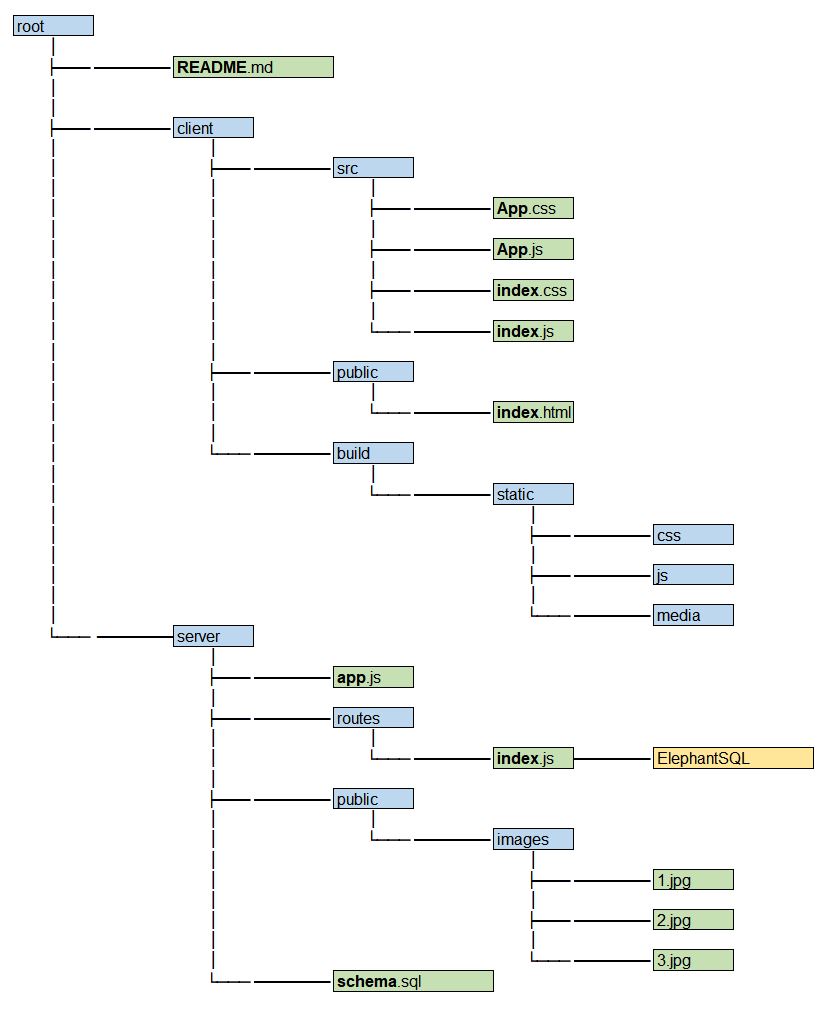 root
README.md
client
src
App.css
App.js
index.css
index.js
public
index.html
build
static
css
js
media
server
app.js
routes
index.js ElephantSQL
public
images
1.jpg
2.jpg
3.jpg
schema.sql